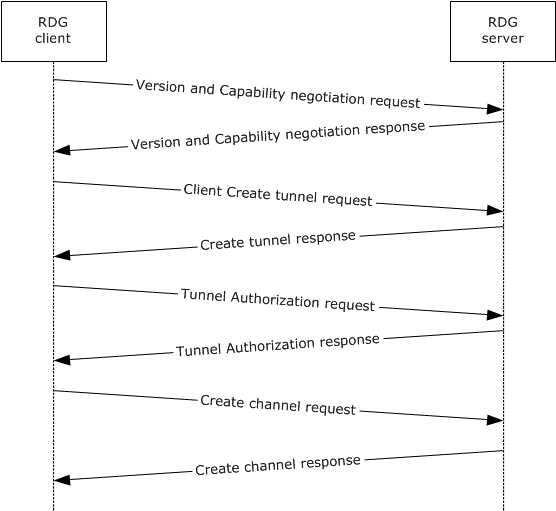 RDG
client
RDG
server
Version and Capability negotiation request
Version and Capability negotiation response
Client Create tunnel request
Create tunnel response
Tunnel Authorization request
Tunnel Authorization response
Create channel request
Create channel response